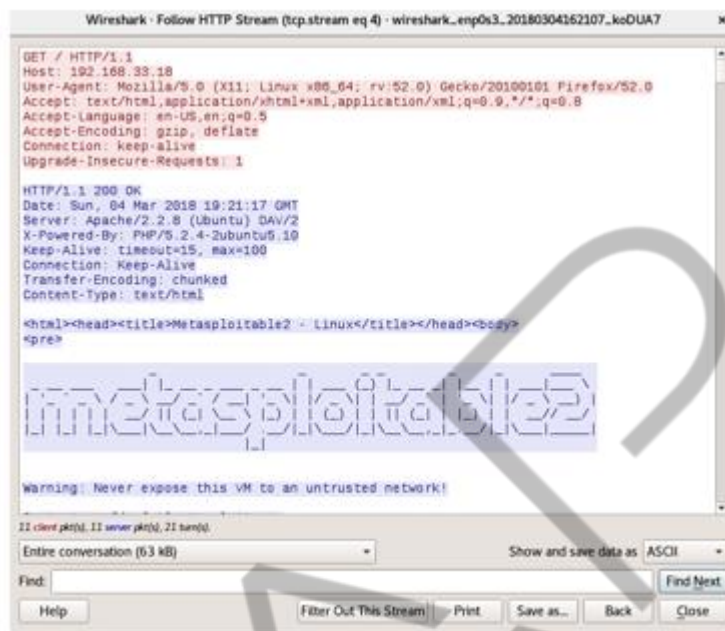 Wireshark · Follow HTTP Stream (tcp.stream eq 4) · wireshark_enp0s3_20180304162107_koDUA7
GET / HTTP/1.1
Host: 192.168.33.18
User-Agent: Mozilla/5.0 (X11; Linux x86_64; rv:52.0) Gecko/20100101 Firefox/52.0
Accept: text/html,application/xhtml+xml,application/xml;q=0.9,*/*;q=0.8
Accept-Language: en-US,en;q=0.5
Accept-Encoding: gzip, deflate
Connection: keep-alive
Upgrade-Insecure-Requests: 1
HTTP/1.1 200 OK
Date: Sun, 04 Mar 2018 19:21:17 GMT
Server: Apache/2.2.8 (Ubuntu) DAV/2
X-Powered-By: PHP/5.2.4-2ubuntu5.10
Keep-Alive: timeout=15, max=100
Connection: Keep-Alive
Transfer-Encoding: chunked
Content-Type: text/html
<html><head><title>Metasploitable2 - Linux</title></head><body>
<pre>
metasploitable2
Warning: Never expose this VM to an untrusted network!
11 client pkt(s), 11 server pkt(s), 21 turn(s).
Entire conversation (63 kB) Show and save data as ASCII
Find: Find Next
Help Filter Out This Stream Print Save as... Back Close